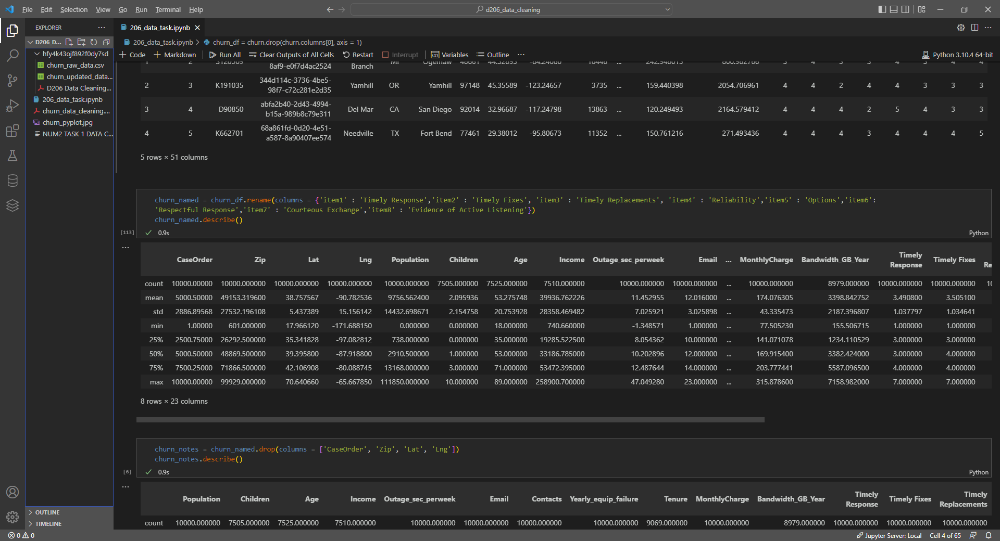 File Edit Selection View Go Run Terminal Help
d206_data_cleaning
EXPLORER ...
206_data_task.ipynb
D206_D...
206_data_task.ipynb > churn_df = churn.drop(churn.columns[0], axis = 1)
hfy4k43ojf892f0dy7sd
churn_raw_data.csv
churn_updated_data...
D206 Data Cleaning...
206_data_task.ipynb
churn_data_cleaning....
churn_pyplot.jpg
NUM2 TASK 1 DATA C...
OUTLINE
TIMELINE
+ Code + Markdown Run All Clear Outputs of All Cells Restart Interrupt Variables Outline ... Python 3.10.4 64-bit
8af9-e0f7d4ac2524 Branch
2 3 K191035 344d114c-3736-4be5-98f7-c72c281e2d35 Yamhill OR Yamhill 97148 45.35589 -123.24657 3735 ... 159.440398 2054.706961 4 4 2 4 4 3 3 3
3 4 D90850 abfa2b40-2d43-4994-b15a-989b8c79e311 Del Mar CA San Diego 92014 32.96687 -117.24798 13863 ... 120.249493 2164.579412 4 4 4 2 5 4 3 3
4 5 K662701 68a861fd-0d20-4e51-a587-8a90407ee574 Needville TX Fort Bend 77461 29.38012 -95.80673 11352 ... 150.761216 271.493436 4 4 4 3 4 4 4 5
5 rows × 51 columns
churn_named = churn_df.rename(columns = {'item1' : 'Timely Response','item2' : 'Timely Fixes', 'item3' : 'Timely Replacements', 'item4' : 'Reliability','item5' : 'Options','item6':
'Respectful Response','item7' : 'Courteous Exchange','item8' : 'Evidence of Active Listening'})
churn_named.describe()
[113] 0.9s Python
...
CaseOrder Zip Lat Lng Population Children Age Income Outage_sec_perweek Email ... MonthlyCharge Bandwidth_GB_Year Timely Response Timely Fixes Re
count 10000.00000 10000.000000 10000.000000 10000.000000 10000.000000 7505.000000 7525.000000 7510.000000 10000.000000 10000.000000 ... 10000.000000 8979.000000 10000.000000 10000.000000 10
mean 5000.50000 49153.319600 38.757567 -90.782536 9756.562400 2.095936 53.275748 39936.762226 11.452955 12.016000 ... 174.076305 3398.842752 3.490800 3.505100
std 2886.89568 27532.196108 5.437389 15.156142 14432.698671 2.154758 20.753928 28358.469482 7.025921 3.025898 ... 43.335473 2187.396807 1.037797 1.034641
min 1.00000 601.000000 17.966120 -171.688150 0.000000 0.000000 18.000000 740.660000 -1.348571 1.000000 ... 77.505230 155.506715 1.000000 1.000000
25% 2500.75000 26292.500000 35.341828 -97.082812 738.000000 0.000000 35.000000 19285.522500 8.054362 10.000000 ... 141.071078 1234.110529 3.000000 3.000000
50% 5000.50000 48869.500000 39.395800 -87.918800 2910.500000 1.000000 53.000000 33186.785000 10.202896 12.000000 ... 169.915400 3382.424000 3.000000 4.000000
75% 7500.25000 71866.500000 42.106908 -80.088745 13168.000000 3.000000 71.000000 53472.395000 12.487644 14.000000 ... 203.777441 5587.096500 4.000000 4.000000
max 10000.00000 99929.000000 70.640660 -65.667850 111850.000000 10.000000 89.000000 258900.700000 47.049280 23.000000 ... 315.878600 7158.982000 7.000000 7.000000
8 rows × 23 columns
churn_notes = churn_named.drop(columns = ['CaseOrder', 'Zip', 'Lat', 'Lng'])
churn_notes.describe()
[6] 0.9s Python
...
Population Children Age Income Outage_sec_perweek Email Contacts Yearly_equip_failure Tenure MonthlyCharge Bandwidth_GB_Year Timely Response Timely Fixes Timely Replacements
count 10000.000000 7505.000000 7525.000000 7510.000000 10000.000000 10000.000000 10000.000000 10000.000000 9069.000000 10000.000000 8979.000000 10000.000000 10000.000000 10000.000000
0 0 Jupyter Server: Local Cell 4 of 65